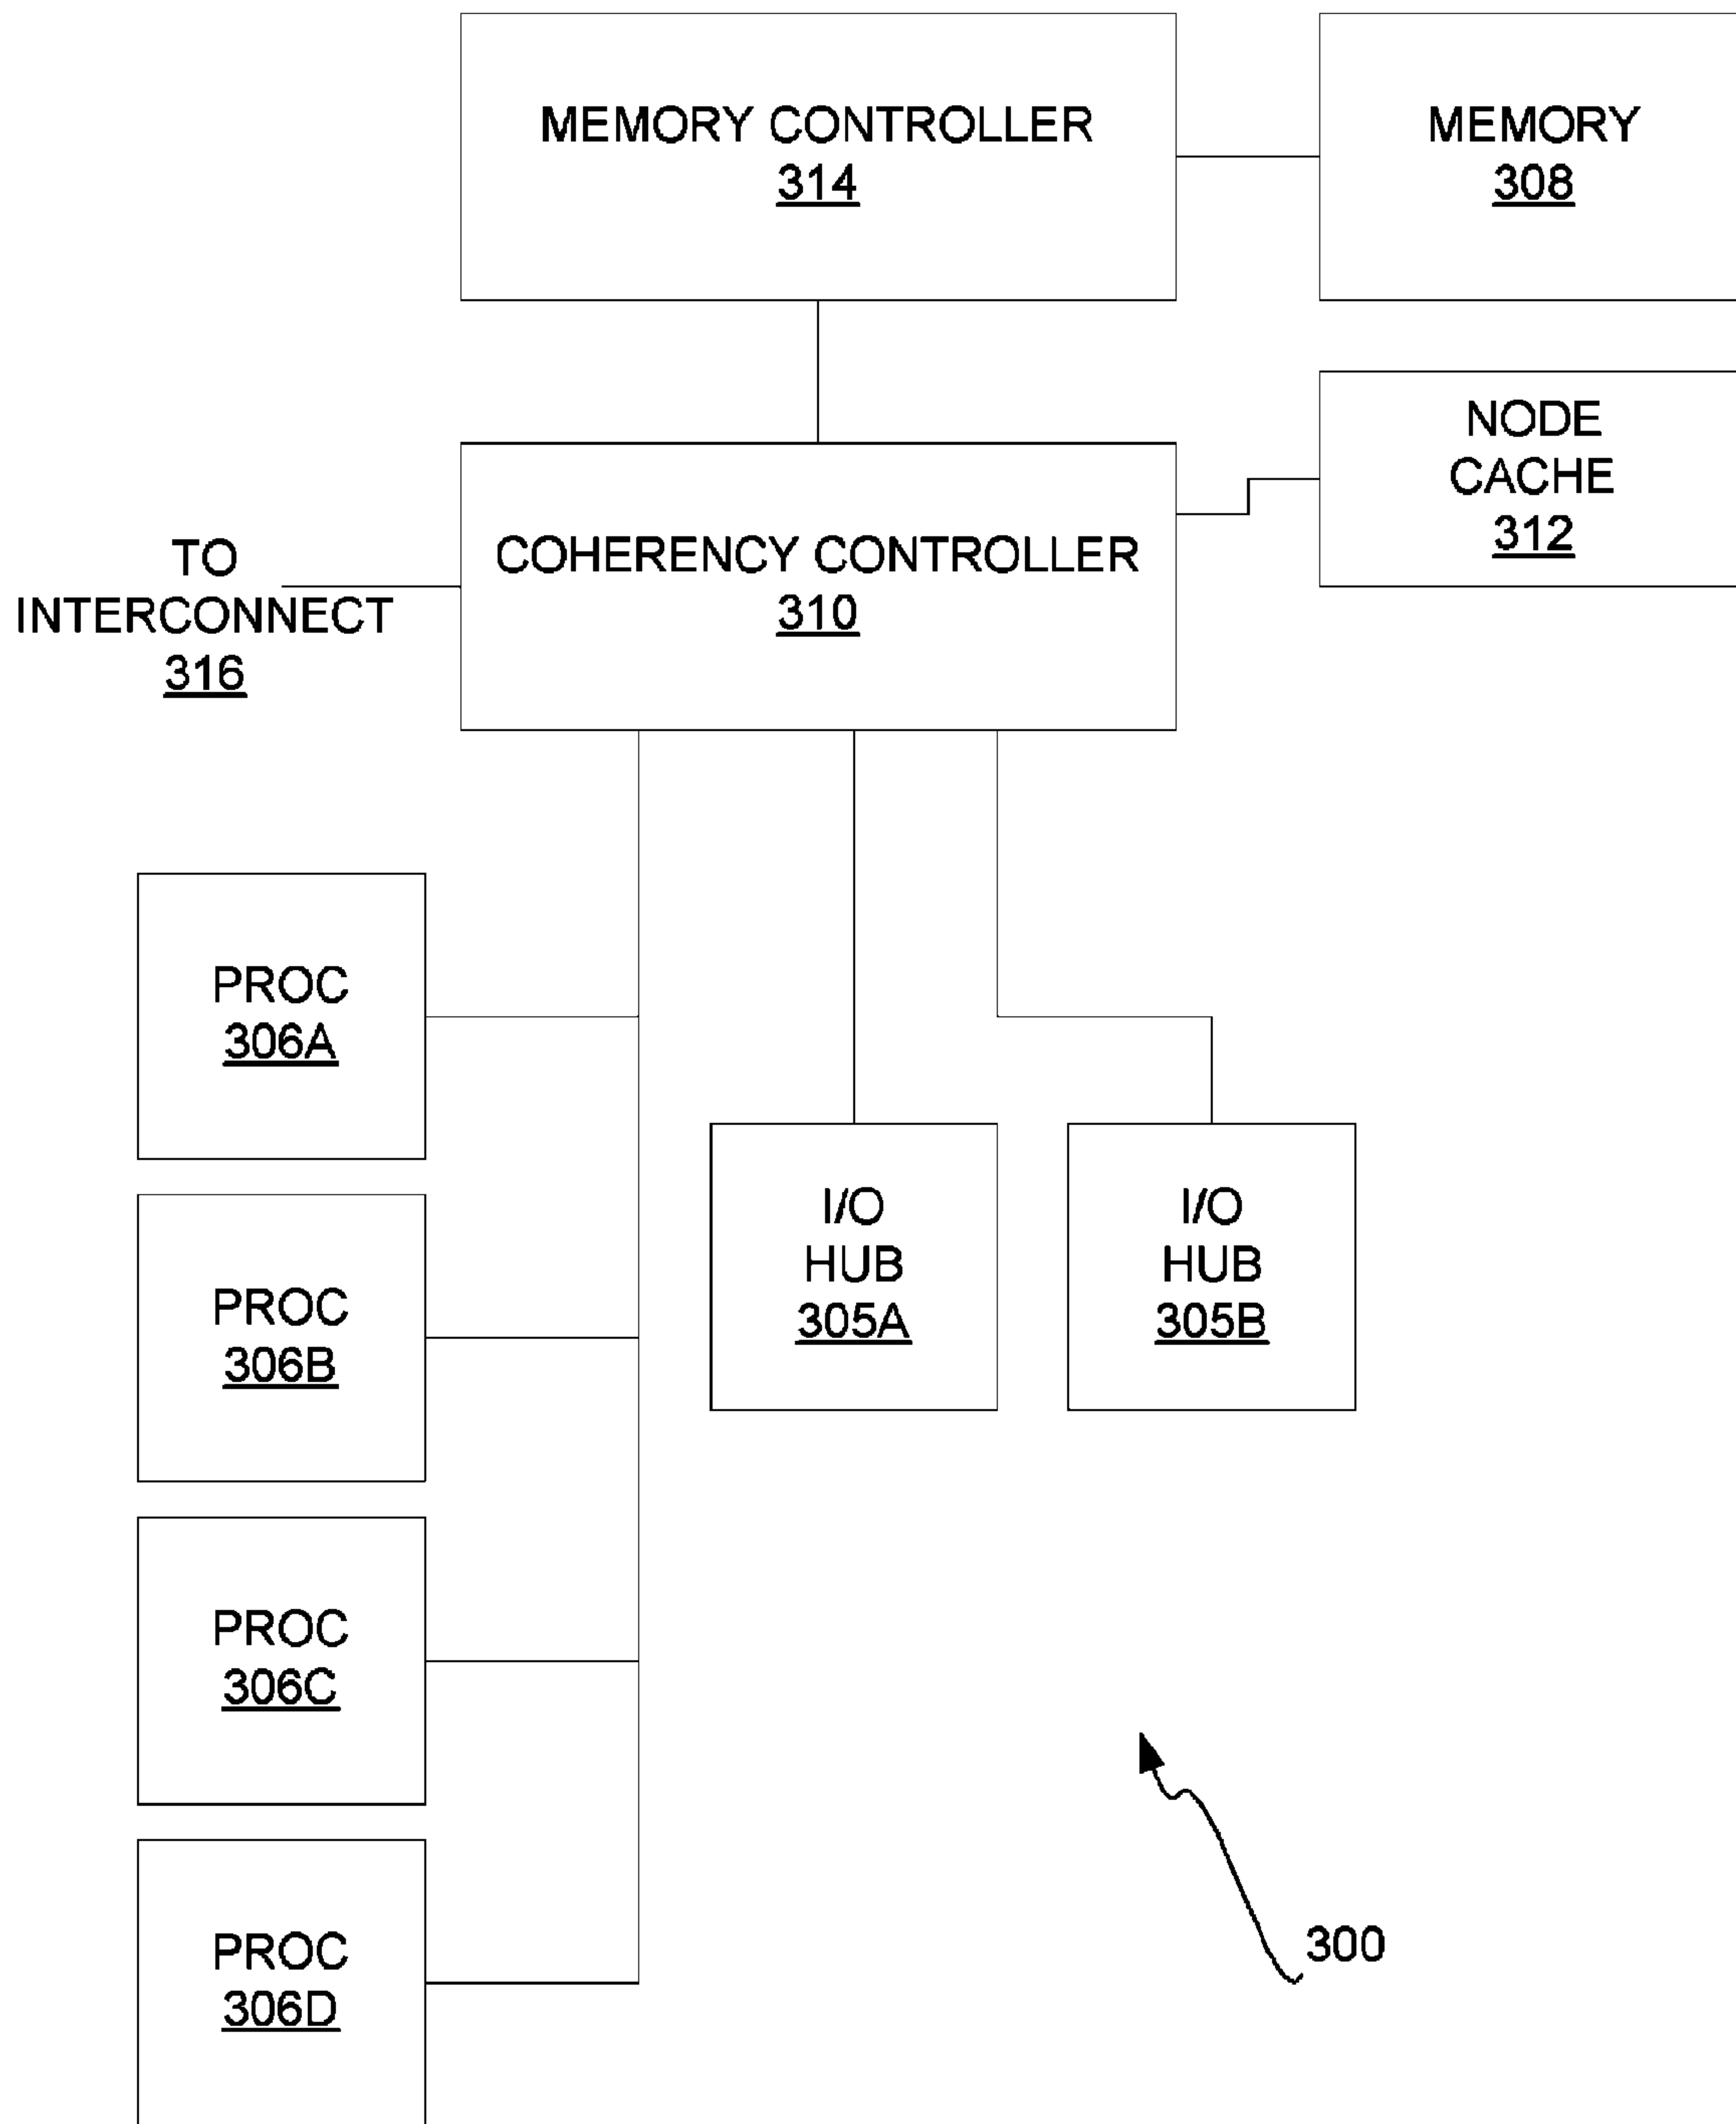 MEMORY CONTROLLER
314
MEMORY
308
NODE
CACHE
312
COHERENCY CONTROLLER
310
TO
INTERCONNECT
316
PROC
306A
I/O
HUB
305A
I/O
HUB
305B
PROC
306B
PROC
306C
PROC
306D
300